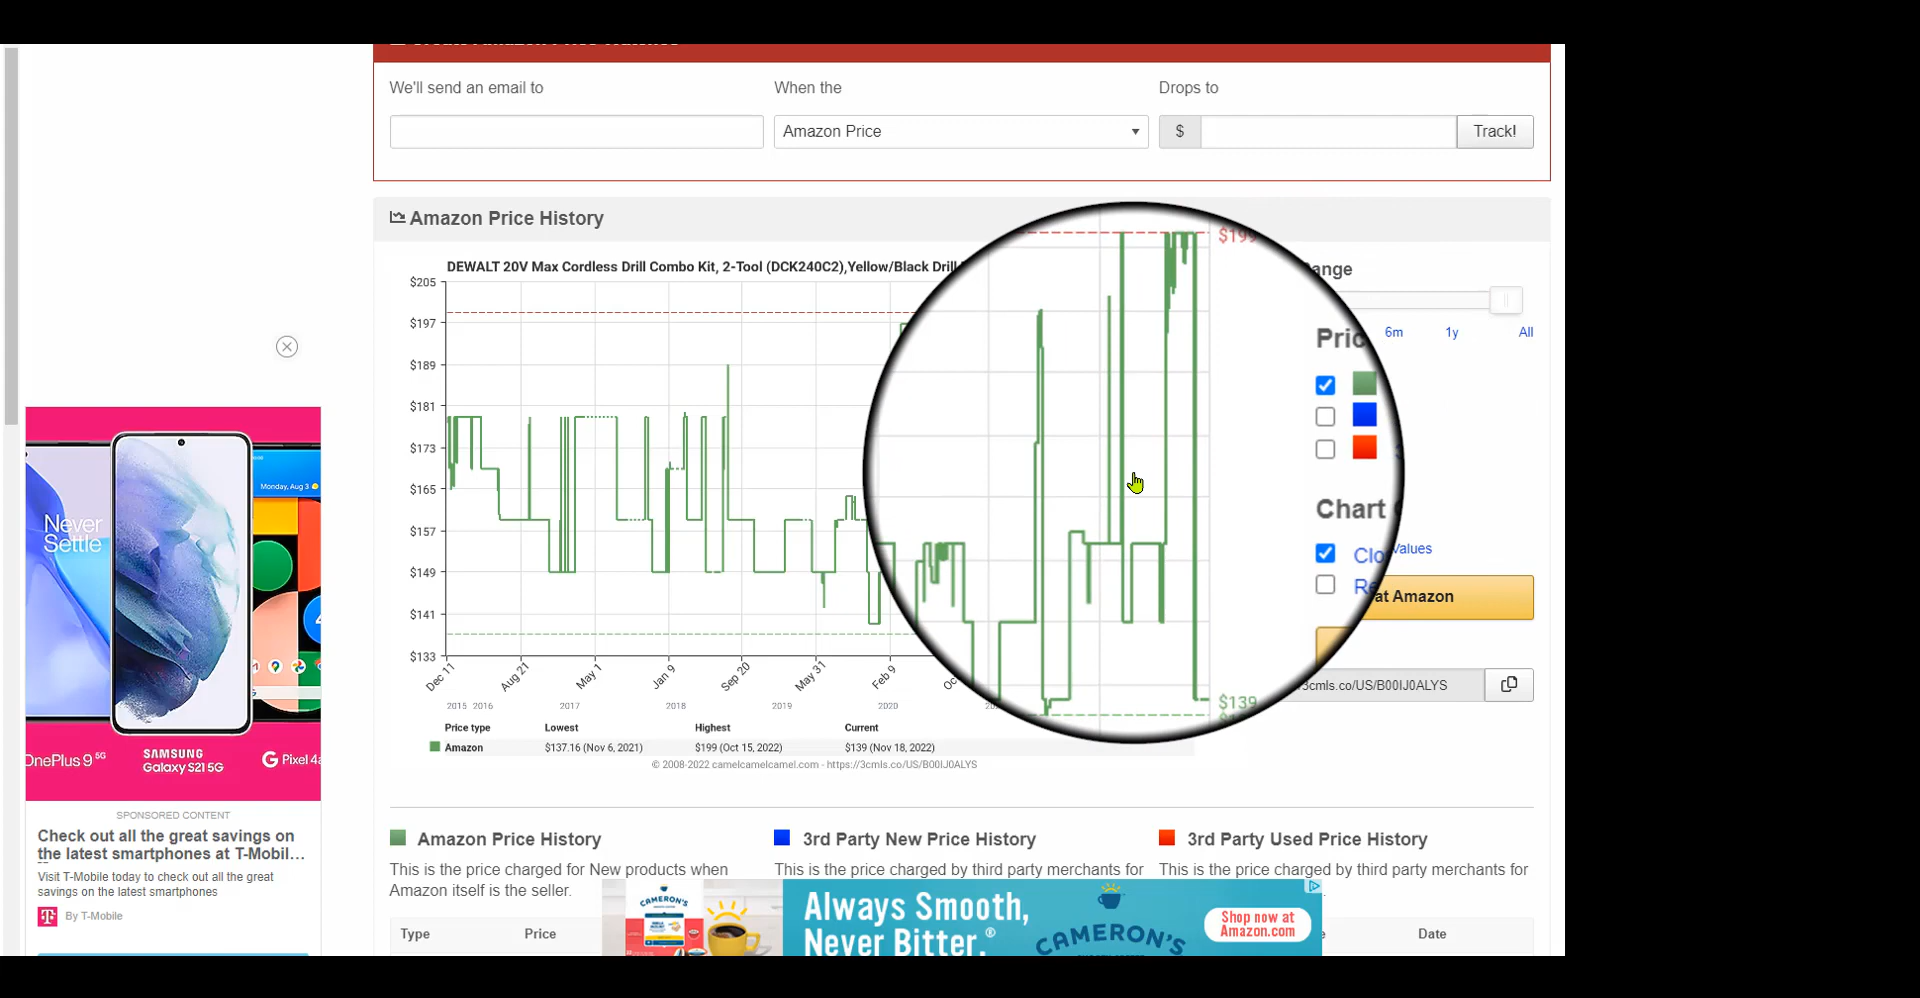 We'll send an email to
When the
Drops to
Amazon Price
$
Track!
Amazon Price History
DEWALT 20V Max Cordless Drill Combo Kit, 2-Tool (DCK240C2),Yellow/Black Drill
$205
$197
$189
$181
$173
$165
$157
$149
$141
$133
Dec 11
Aug 21
May 1
Jan 9
Sep 20
May 31
Feb 9
2015 2016 2017 2018 2019 2020
$199
$139
Price type Lowest Highest Current
Amazon $137.16 (Nov 6, 2021) $199 (Oct 15, 2022) $139 (Nov 18, 2022)
© 2008-2022 camelcamelcamel.com - https://3cmls.co/US/B00IJ0ALYS
ange
6m 1y All
Pric
Chart
Clo
Values
Re
at Amazon
3cmls.co/US/B00IJ0ALYS
Never
Settle
Monday, Aug 3
OnePlus 9 5G
SAMSUNG
Galaxy S21 5G
G Pixel 4a
SPONSORED CONTENT
Check out all the great savings on
the latest smartphones at T-Mobil...
Visit T-Mobile today to check out all the great
savings on the latest smartphones
By T-Mobile
Amazon Price History
This is the price charged for New products when
Amazon itself is the seller.
Type Price
3rd Party New Price History
This is the price charged by third party merchants for
3rd Party Used Price History
This is the price charged by third party merchants for
Date
CAMERON'S
Always Smooth,
Never Bitter.®
CAMERON'S
Shop now at
Amazon.com